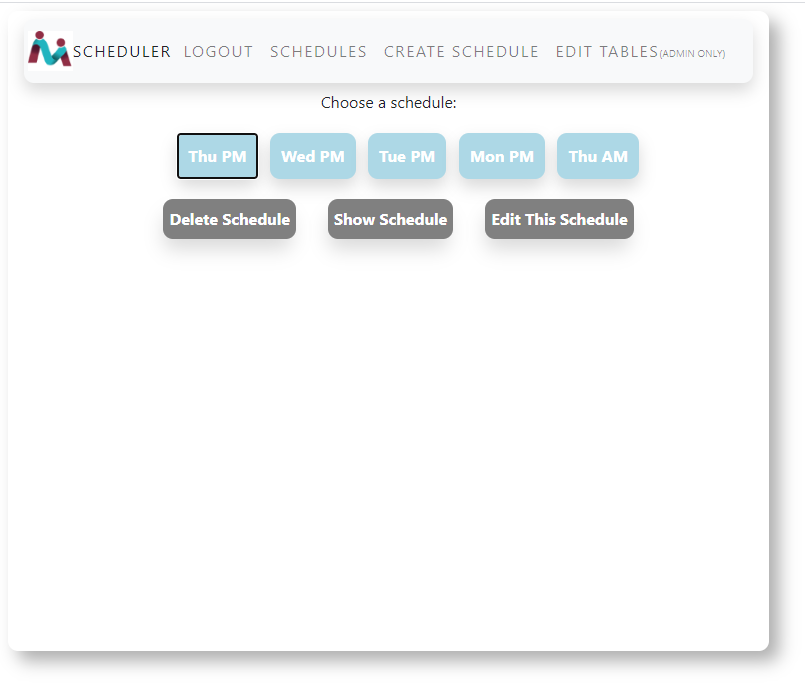 SCHEDULER LOGOUT SCHEDULES CREATE SCHEDULE EDIT TABLES(ADMIN ONLY)
Choose a schedule:
Thu PM Wed PM Tue PM Mon PM Thu AM
Delete Schedule Show Schedule Edit This Schedule